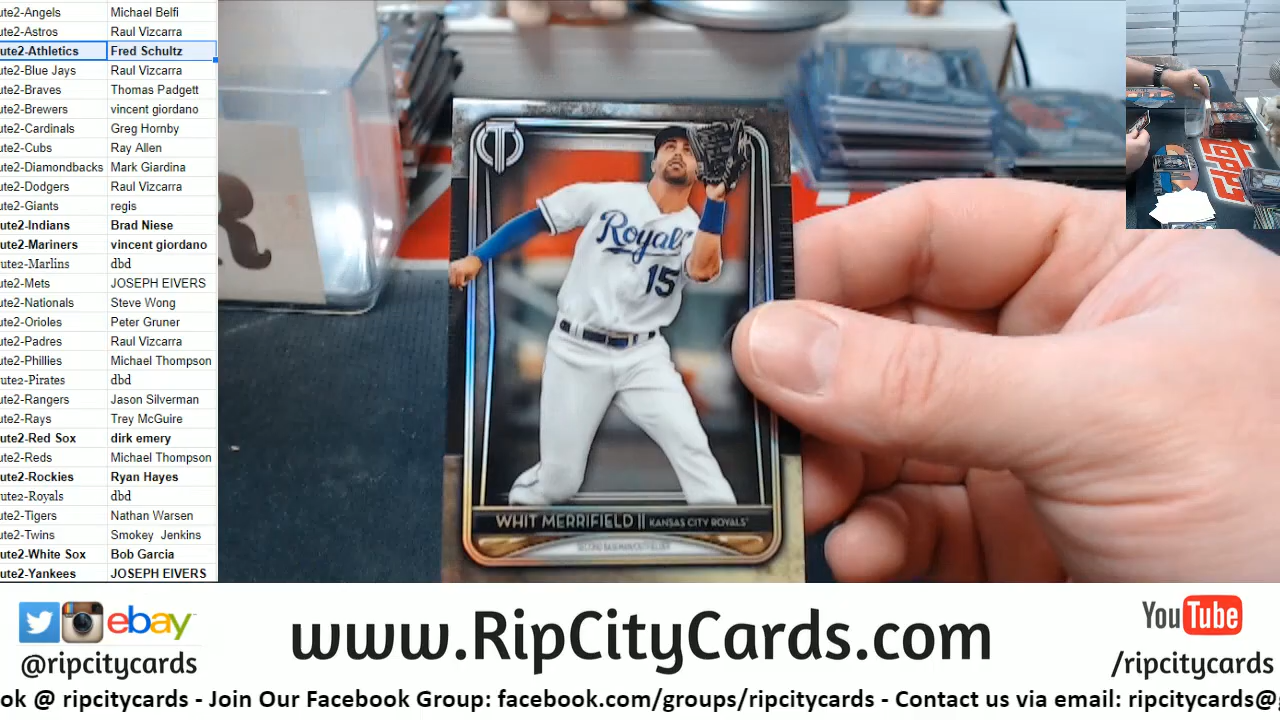 ute2-Angels Michael Belfi
ute2-Astros Raul Vizcarra
ute2-Athletics Fred Schultz
ute2-Blue Jays Raul Vizcarra
ute2-Braves Thomas Padgett
ute2-Brewers vincent giordano
ute2-Cardinals Greg Hornby
ute2-Cubs Ray Allen
ute2-Diamondbacks Mark Giardina
ute2-Dodgers Raul Vizcarra
ute2-Giants regis
ute2-Indians Brad Niese
ute2-Mariners vincent giordano
ute2-Marlins dbd
ute2-Mets JOSEPH EIVERS
ute2-Nationals Steve Wong
ute2-Orioles Peter Gruner
ute2-Padres Raul Vizcarra
ute2-Phillies Michael Thompson
ute2-Pirates dbd
ute2-Rangers Jason Silverman
ute2-Rays Trey McGuire
ute2-Red Sox dirk emery
ute2-Reds Michael Thompson
ute2-Rockies Ryan Hayes
ute2-Royals dbd
ute2-Tigers Nathan Warsen
ute2-Twins Smokey Jenkins
ute2-White Sox Bob Garcia
ute2-Yankees JOSEPH EIVERS
Royals
15
WHIT MERRIFIELD || KANSAS CITY ROYALS
SECOND BASEMAN/OUTFIELDER
R
topps
ebay
@ripcitycards
www.RipCityCards.com
YouTube
/ripcitycards
ok @ ripcitycards - Join Our Facebook Group: facebook.com/groups/ripcitycards - Contact us via email: ripcitycards@